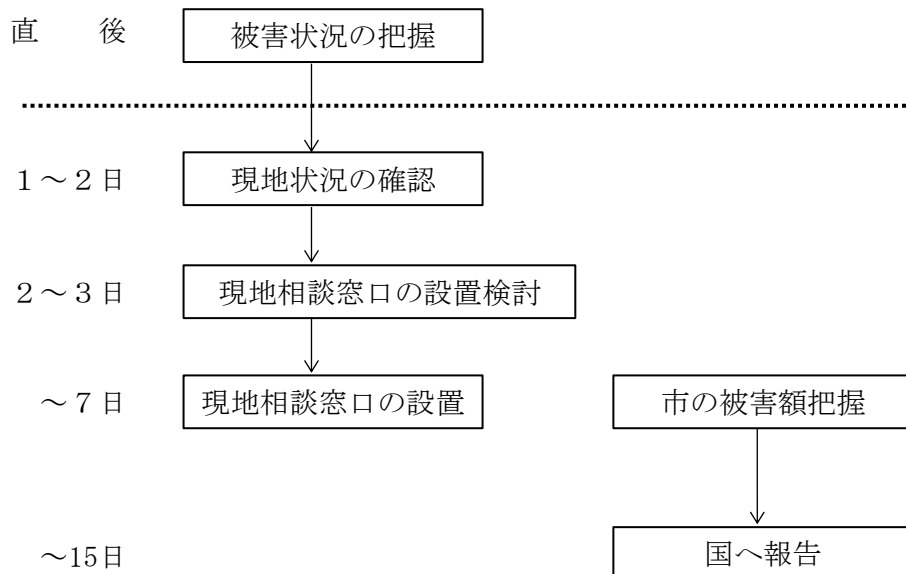 直　　後　被害状況の把握
１～２日　現地状況の確認
２～３日　現地相談窓口の設置検討
～７日　現地相談窓口の設置　市の被害額把握
～15日　国へ報告